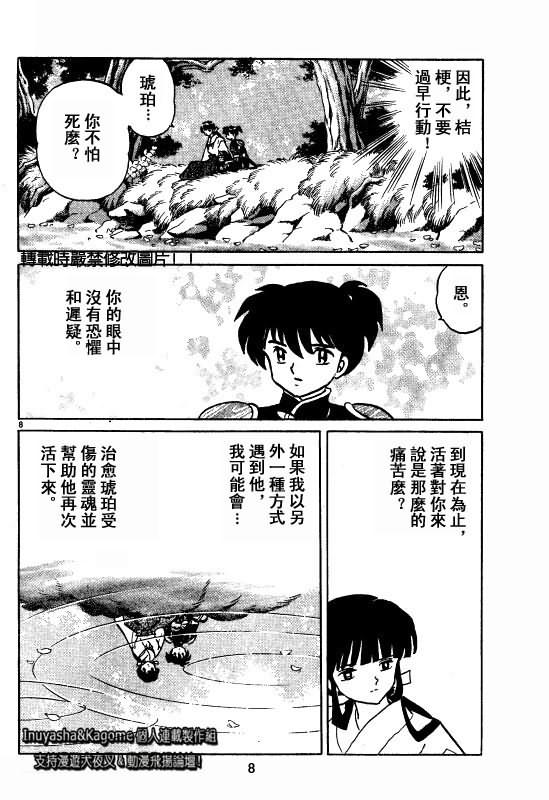 因此，桔
梗，不要
過早行動！
琥珀…
你不怕
死麼？
轉載時嚴禁修改圖片！！
恩。
你的眼中
沒有恐懼
和遲疑。
8
到現在為止，
活著對你來
說是那麼的
痛苦麼？
如果我以另
外一種方式
遇到他，
我可能會…
治愈琥珀受
傷的靈魂並
幫助他再次
活下來。
Inuyasha&Kagome 個人連載製作組
支持漫遊犬夜叉&動漫飛揚論壇！
8